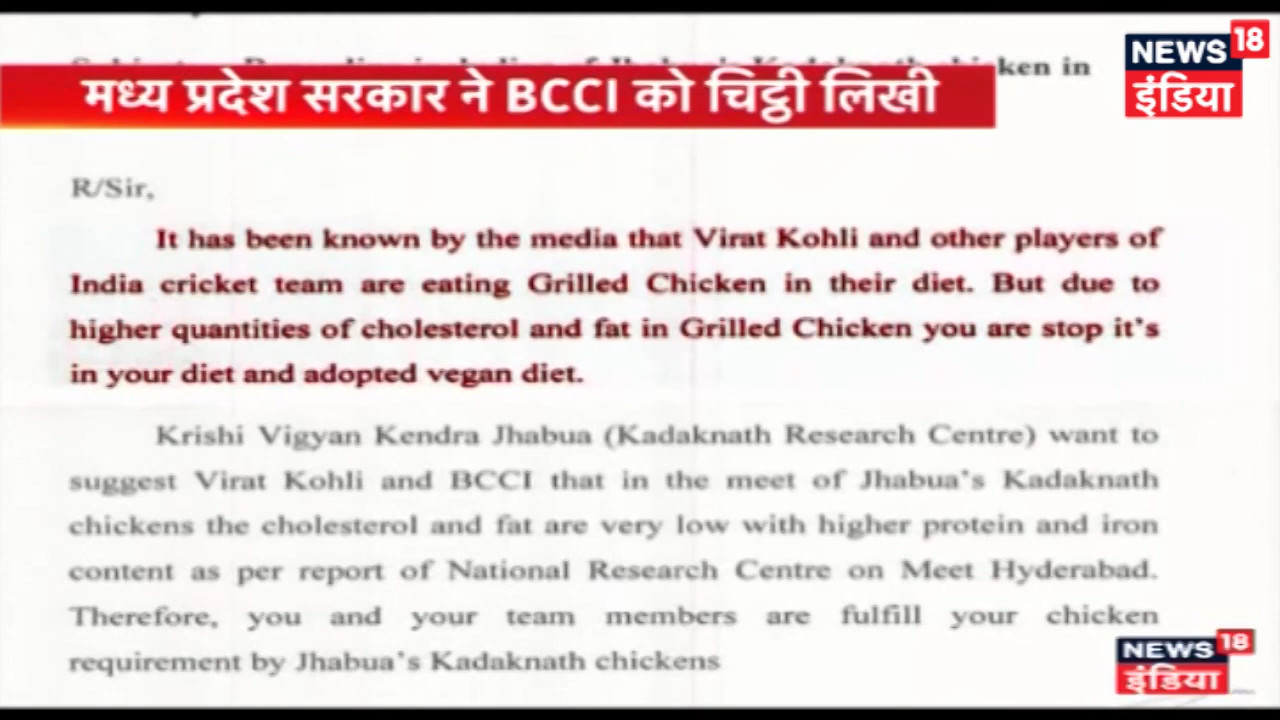 ken in
मध्य प्रदेश सरकार ने BCCI को चिट्ठी लिखी
NEWS 18
इंडिया
R/Sir,
It has been known by the media that Virat Kohli and other players of
India cricket team are eating Grilled Chicken in their diet. But due to
higher quantities of cholesterol and fat in Grilled Chicken you are stop it's
in your diet and adopted vegan diet.
Krishi Vigyan Kendra Jhabua (Kadaknath Research Centre) want to
suggest Virat Kohli and BCCI that in the meet of Jhabua's Kadaknath
chickens the cholesterol and fat are very low with higher protein and iron
content as per report of National Research Centre on Meet Hyderabad.
Therefore, you and your team members are fulfill your chicken
requirement by Jhabua's Kadaknath chickens
NEWS 18
इंडिया